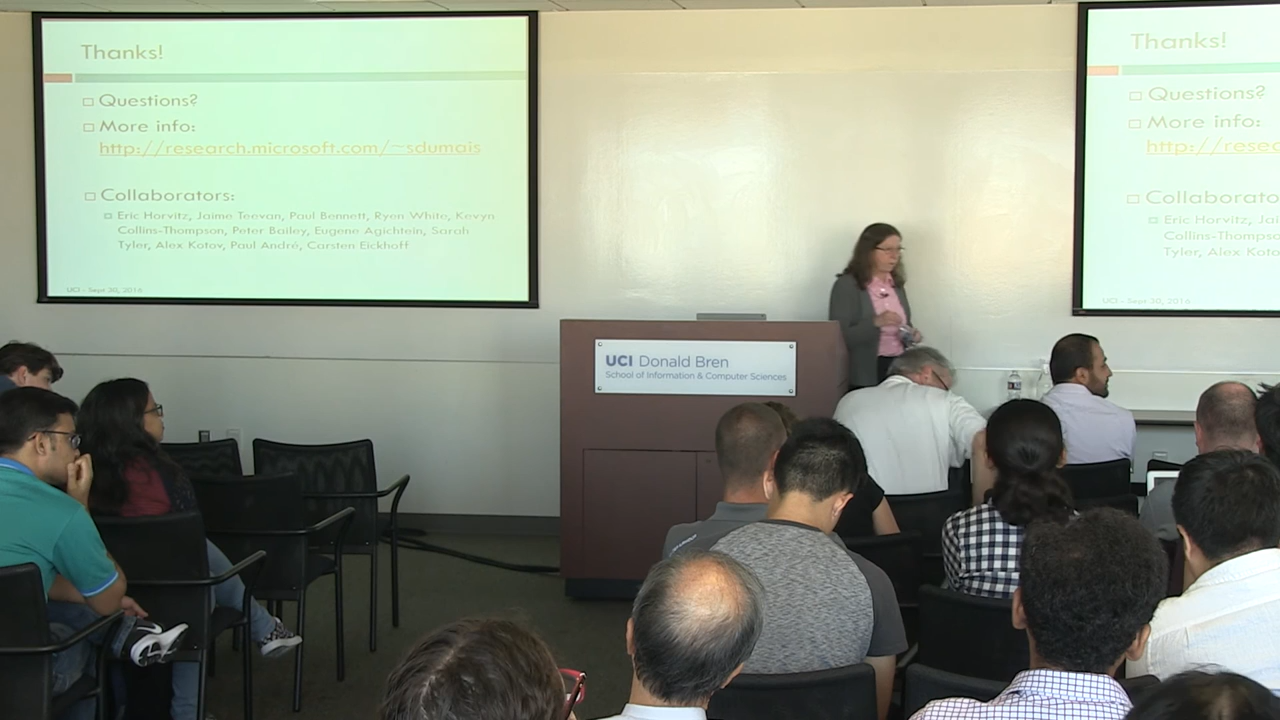 Thanks!
Questions?
More info:
http://research.microsoft.com/~sdumais
Collaborators:
Eric Horvitz, Jaime Teevan, Paul Bennett, Ryen White, Kevyn
Collins-Thompson, Peter Bailey, Eugene Agichtein, Sarah
Tyler, Alex Kotov, Paul André, Carsten Eickhoff
UCI - Sept 30, 2016
UCI Donald Bren
School of Information & Computer Sciences
Thanks!
Questions?
More info:
http://resea
Collaborato
Eric Horvitz, Jai
Collins-Thompso
Tyler, Alex Koto
UCI - Sept 30, 2016